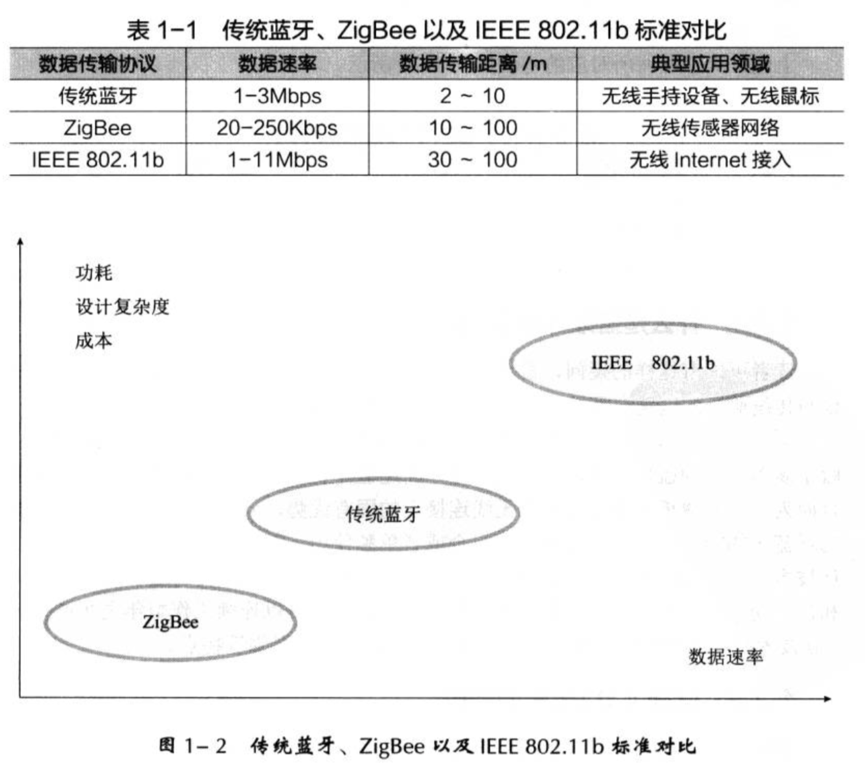 表 1-1 传统蓝牙、ZigBee 以及 IEEE 802.11b 标准对比
数据传输协议 数据速率 数据传输距离 /m 典型应用领域
传统蓝牙 1-3Mbps 2 ~ 10 无线手持设备、无线鼠标
ZigBee 20-250Kbps 10 ~ 100 无线传感器网络
IEEE 802.11b 1-11Mbps 30 ~ 100 无线 Internet 接入
功耗
设计复杂度
成本
IEEE 802.11b
传统蓝牙
ZigBee
数据速率
图 1-2 传统蓝牙、ZigBee 以及 IEEE 802.11b 标准对比